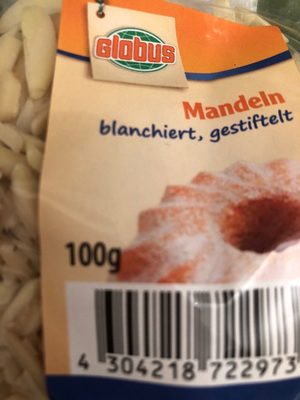 GLOBUS
Mandeln
blanchiert, gestiftelt
100g
4 304218 722973